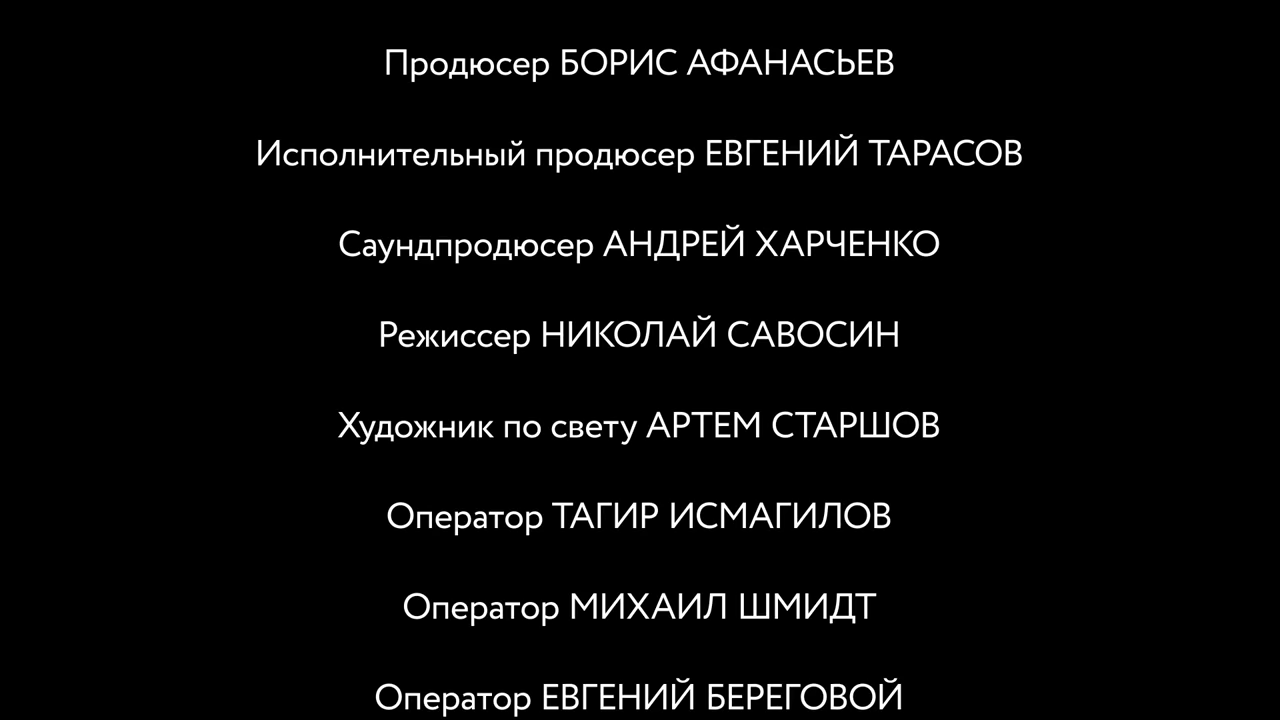 Продюсер БОРИС АФАНАСЬЕВ
Исполнительный продюсер ЕВГЕНИЙ ТАРАСОВ
Саундпродюсер АНДРЕЙ ХАРЧЕНКО
Режиссер НИКОЛАЙ САВОСИН
Художник по свету АРТЕМ СТАРШОВ
Оператор ТАГИР ИСМАГИЛОВ
Оператор МИХАИЛ ШМИДТ
Оператор ЕВГЕНИЙ БЕРЕГОВОЙ